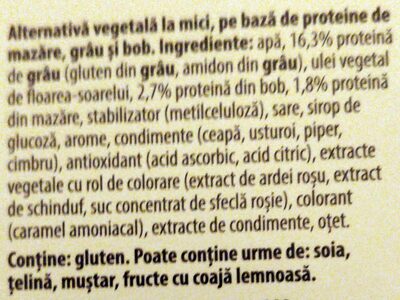 Alternativă vegetală la mici, pe bază de proteine de
mazăre, grâu și bob. Ingrediente: apă, 16,3% proteină
de grâu (gluten din grâu, amidon din grâu), ulei vegetal
de floarea-soarelui, 2,7% proteină din bob, 1,8% proteină
din mazăre, stabilizator (metilceluloză), sare, sirop de
glucoză, arome, condimente (ceapă, usturoi, piper,
cimbru), antioxidant (acid ascorbic, acid citric), extracte
vegetale cu rol de colorare (extract de ardei roșu, extract
de schinduf, suc concentrat de sfeclă roșie), colorant
(caramel amoniacal), extracte de condimente, oțet.
Conține: gluten. Poate conține urme de: soia,
țelină, muștar, fructe cu coajă lemnoasă.